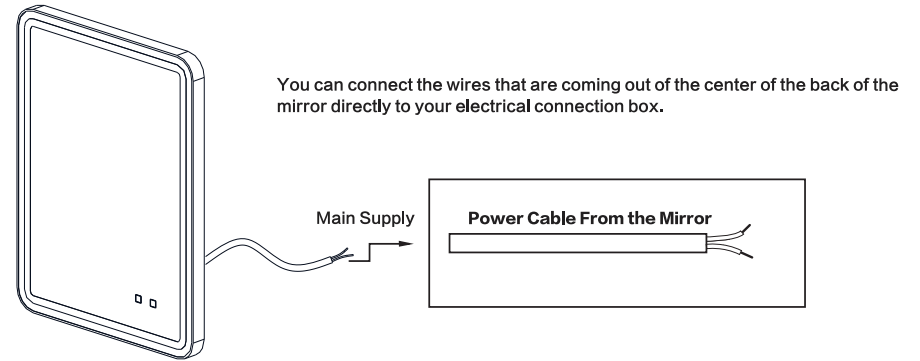 You can connect the wires that are coming out of the center of the back of the
mirror directly to your electrical connection box.
Main Supply
Power Cable From the Mirror